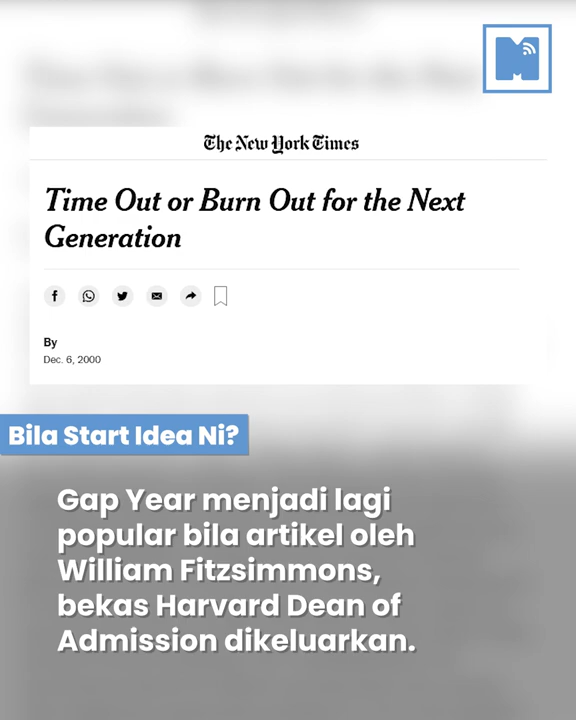 The New York Times
Time Out or Burn Out for the Next
Generation
By
Dec. 6, 2000
Bila Start Idea Ni?
Gap Year menjadi lagi
popular bila artikel oleh
William Fitzsimmons,
bekas Harvard Dean of
Admission dikeluarkan.